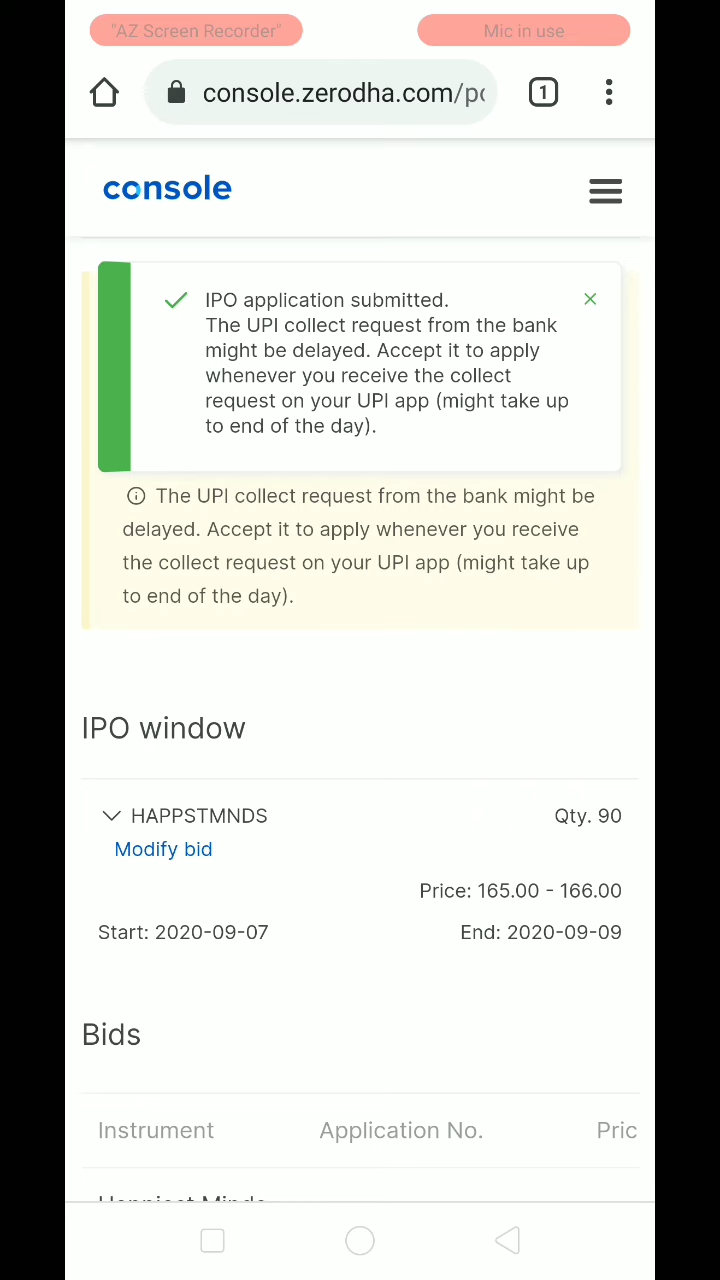 "AZ Screen Recorder"
Mic in use
console.zerodha.com/po
1
console
IPO application submitted.
The UPI collect request from the bank
might be delayed. Accept it to apply
whenever you receive the collect
request on your UPI app (might take up
to end of the day).
The UPI collect request from the bank might be
delayed. Accept it to apply whenever you receive
the collect request on your UPI app (might take up
to end of the day).
IPO window
HAPPSTMNDS Qty. 90
Modify bid
Price: 165.00 - 166.00
Start: 2020-09-07 End: 2020-09-09
Bids
Instrument Application No. Pric